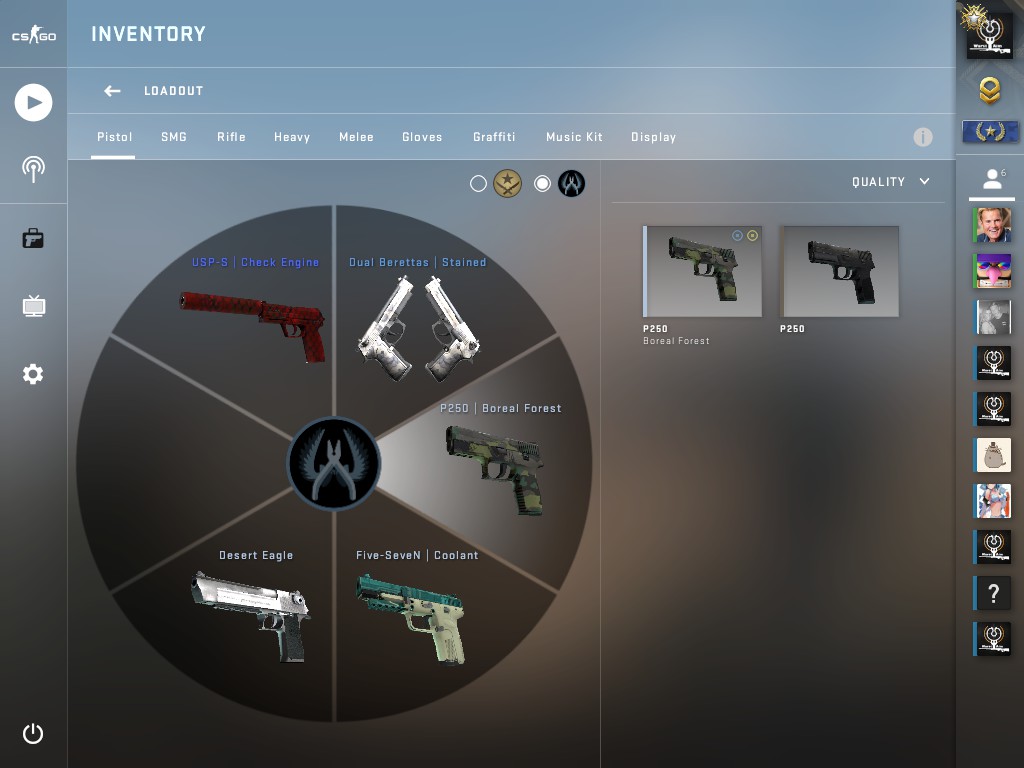 CS GO
INVENTORY
LOADOUT
Pistol SMG Rifle Heavy Melee Gloves Graffiti Music Kit Display
i
QUALITY
6
USP-S | Check Engine
Dual Berettas | Stained
P250 | Boreal Forest
Desert Eagle
Five-SeveN | Coolant
P250
Boreal Forest
P250
?